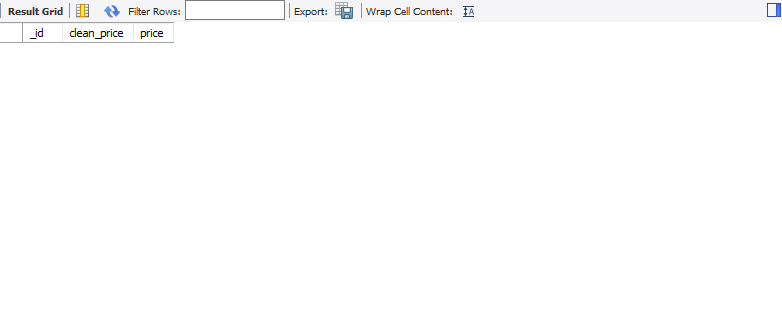 Result Grid Filter Rows: Export: Wrap Cell Content: A
_id clean_price price